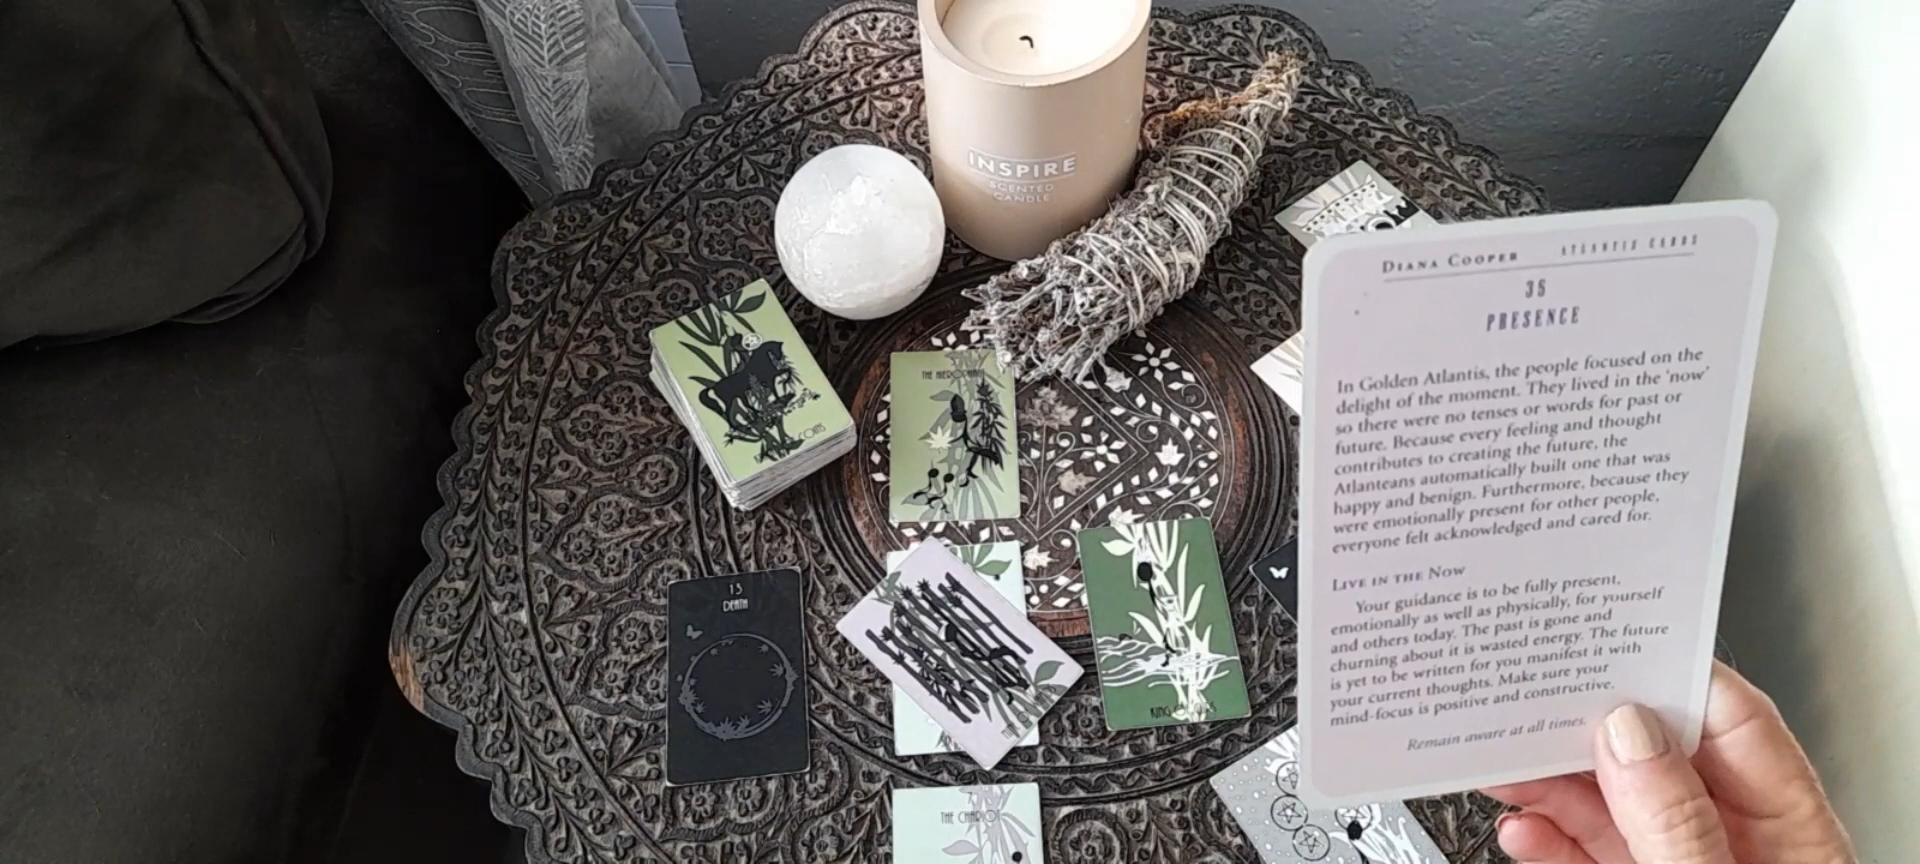 INSPIRE
SCENTED
CANDLE
THE HIEROPHANT
13
DEATH
KING OF
THE CHARIOT
DIANA COOPER ATLANTIS CARDS
35
PRESENCE
In Golden Atlantis, the people focused on the
delight of the moment. They lived in the 'now'
so there were no tenses or words for past or
future. Because every feeling and thought
contributes to creating the future, the
Atlanteans automatically built one that was
happy and benign. Furthermore, because they
were emotionally present for other people,
everyone felt acknowledged and cared for.
LIVE IN THE NOW
Your guidance is to be fully present,
emotionally as well as physically, for yourself
and others today. The past is gone and
churning about it is wasted energy. The future
is yet to be written for you manifest it with
your current thoughts. Make sure your
mind-focus is positive and constructive.
Remain aware at all times.